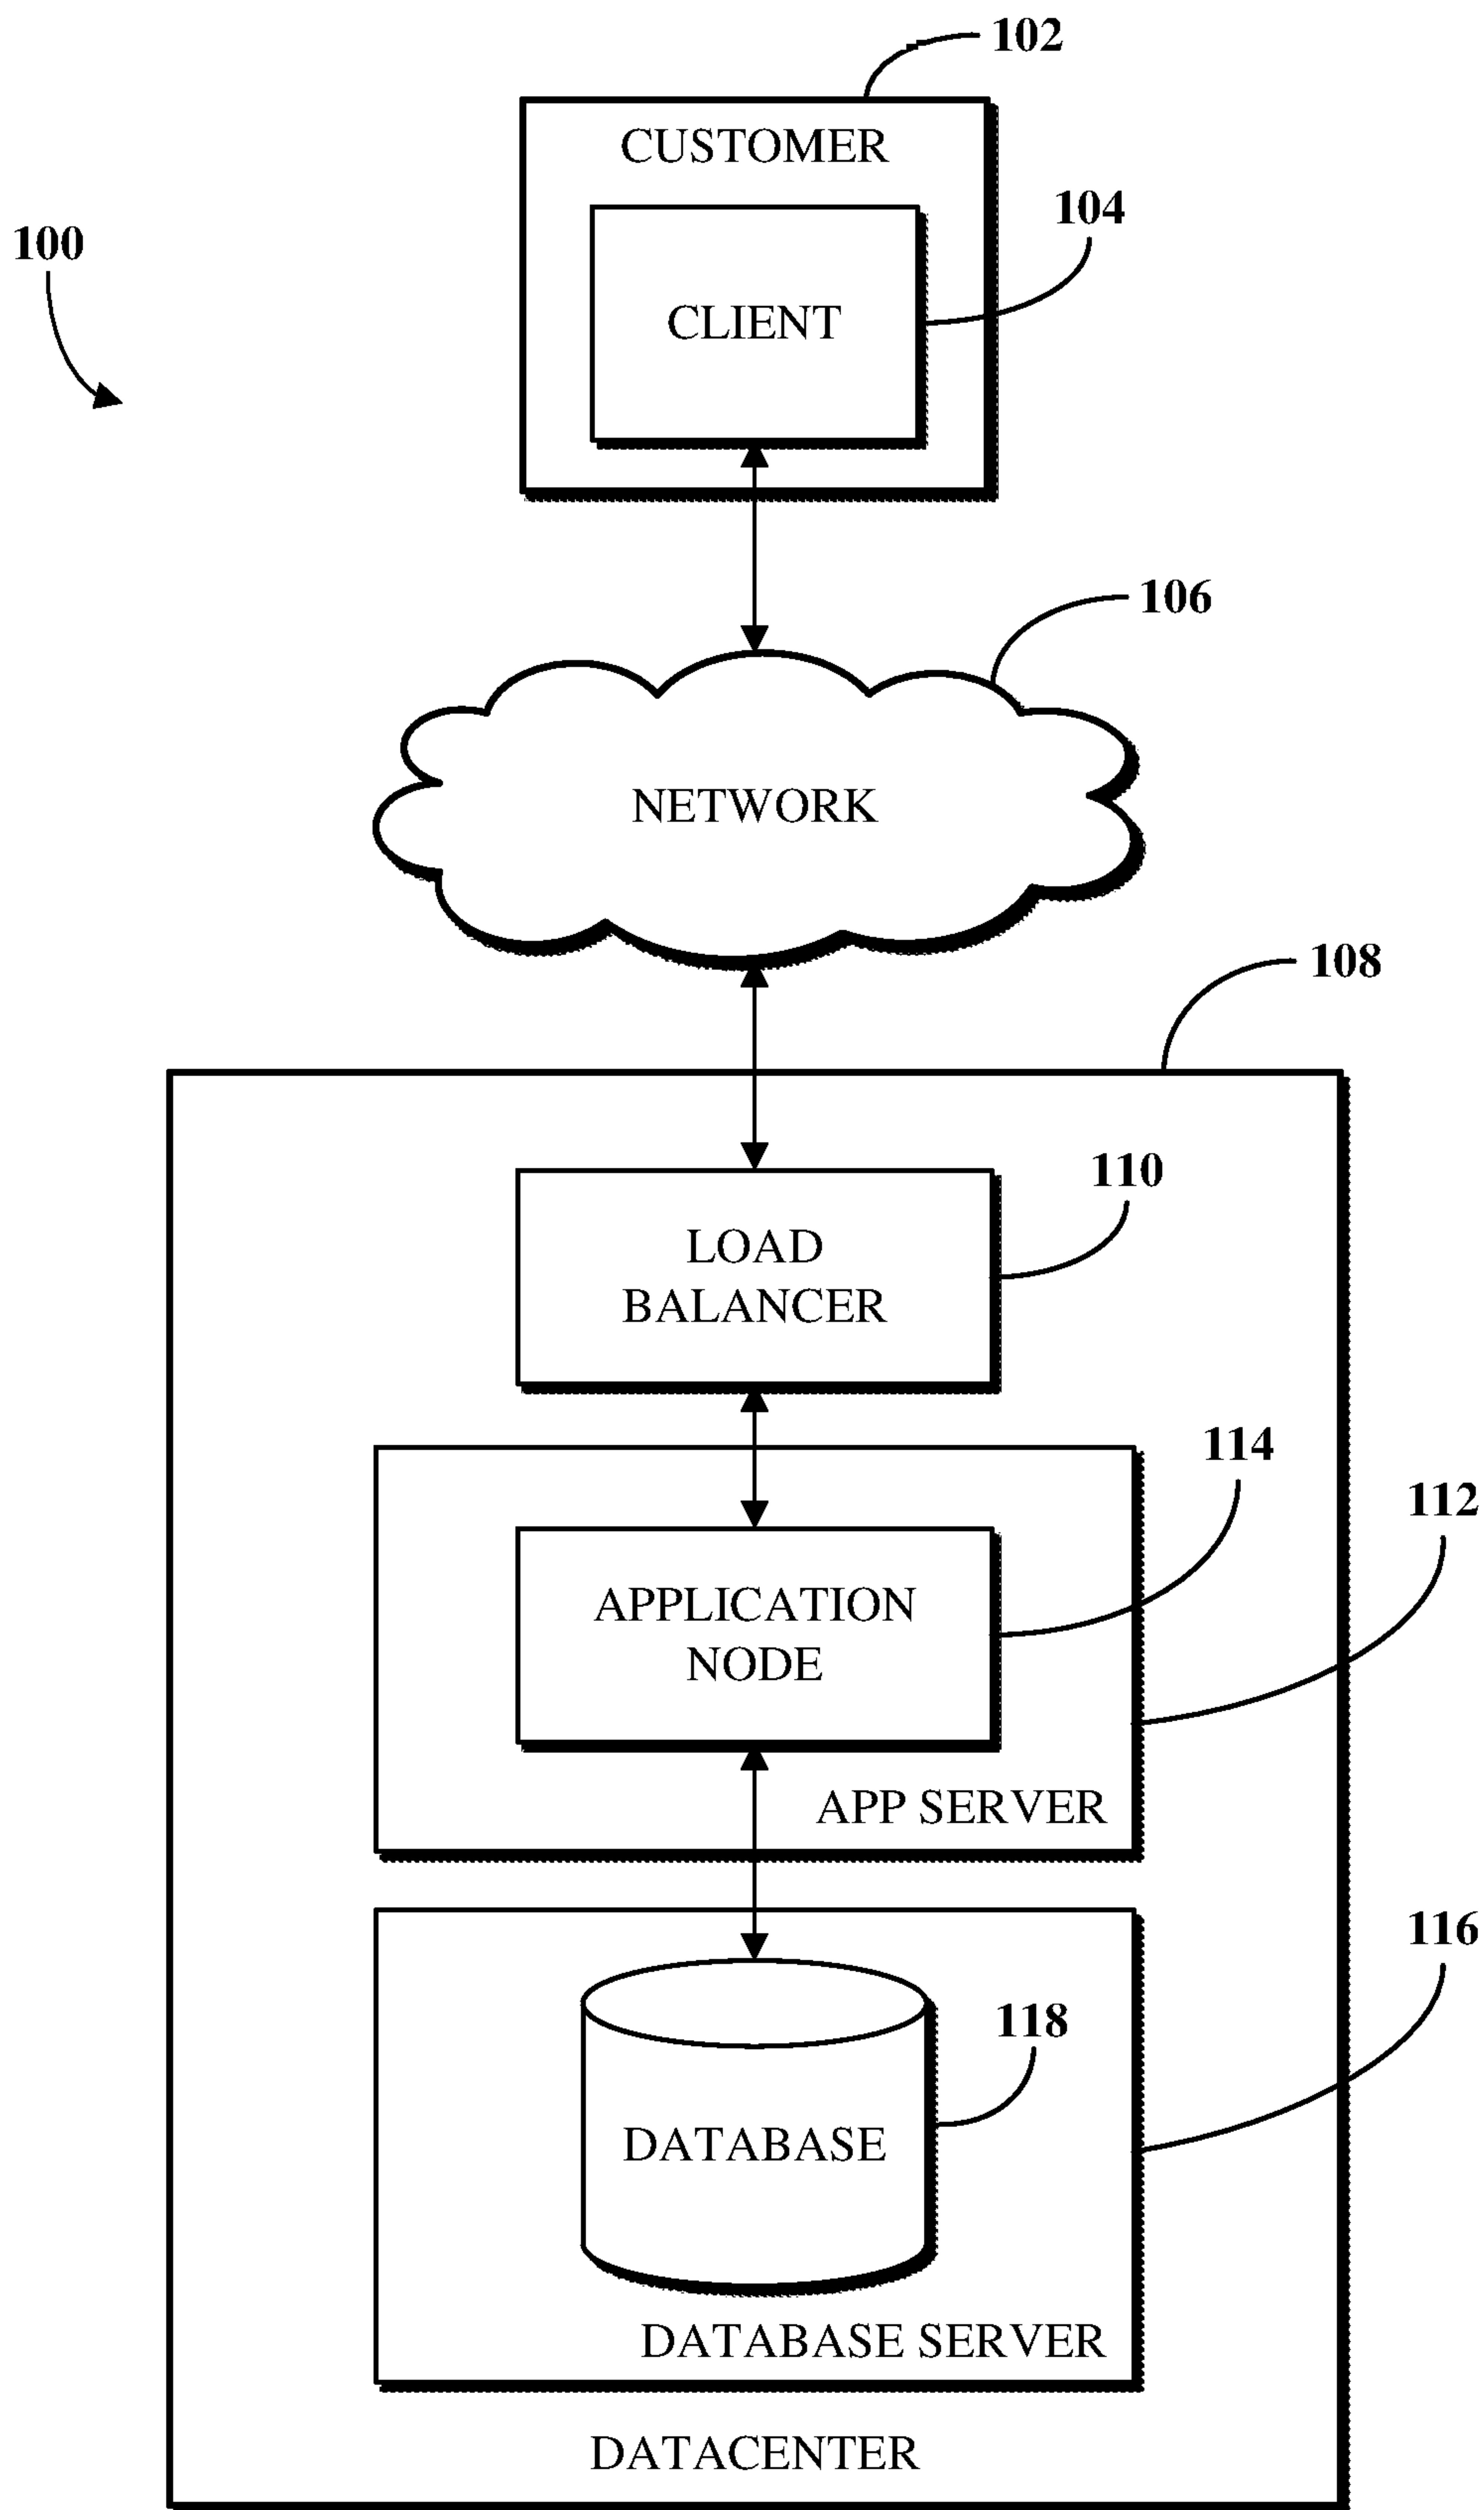 102
CUSTOMER
104
100
CLIENT
106
NETWORK
108
110
LOAD
BALANCER
114
112
APPLICATION
NODE
APP SERVER
116
118
DATABASE
DATABASE SERVER
DATACENTER